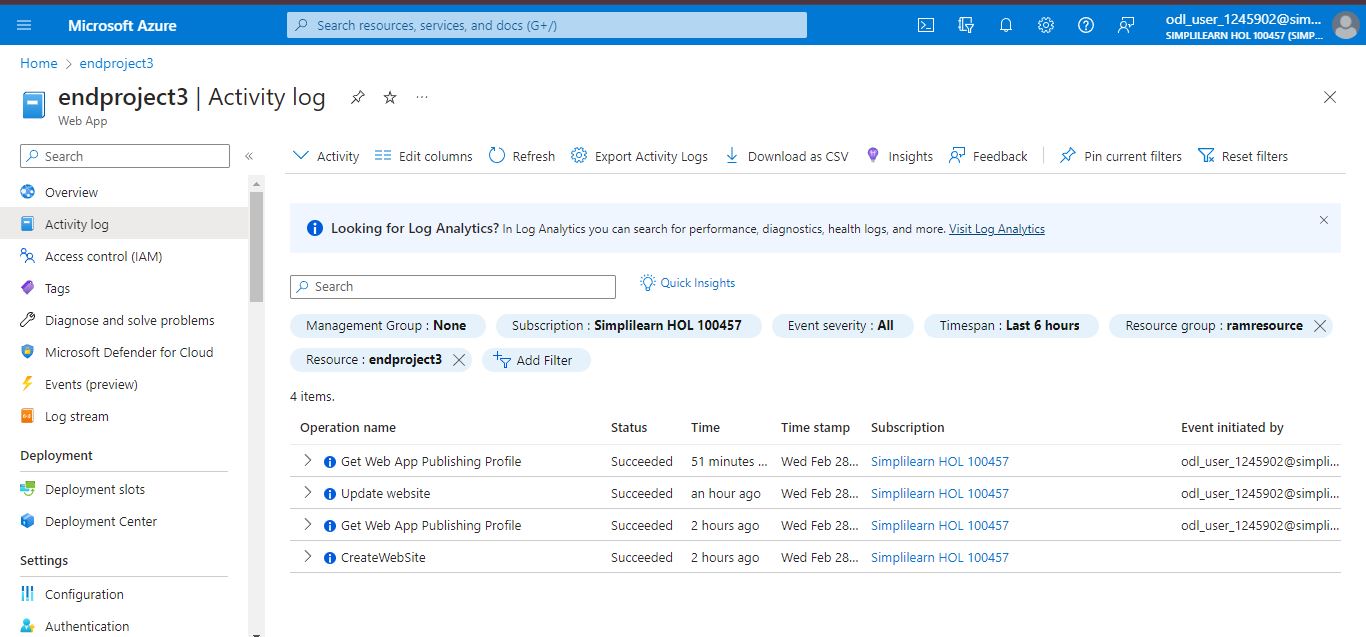 Microsoft Azure
Search resources, services, and docs (G+/)
odl_user_1245902@sim...
SIMPLILEARN HOL 100457 (SIMP...
Home > endproject3
endproject3 | Activity log
Web App
Search
Overview
Activity log
Access control (IAM)
Tags
Diagnose and solve problems
Microsoft Defender for Cloud
Events (preview)
Log stream
Deployment
Deployment slots
Deployment Center
Settings
Configuration
Authentication
Activity Edit columns Refresh Export Activity Logs Download as CSV Insights Feedback Pin current filters Reset filters
Looking for Log Analytics? In Log Analytics you can search for performance, diagnostics, health logs, and more. Visit Log Analytics
Search Quick Insights
Management Group : None Subscription : Simplilearn HOL 100457 Event severity : All Timespan : Last 6 hours Resource group : ramresource
Resource : endproject3 Add Filter
4 items.
Operation name Status Time Time stamp Subscription Event initiated by
Get Web App Publishing Profile Succeeded 51 minutes ... Wed Feb 28... Simplilearn HOL 100457 odl_user_1245902@simpli...
Update website Succeeded an hour ago Wed Feb 28... Simplilearn HOL 100457 odl_user_1245902@simpli...
Get Web App Publishing Profile Succeeded 2 hours ago Wed Feb 28... Simplilearn HOL 100457 odl_user_1245902@simpli...
CreateWebSite Succeeded 2 hours ago Wed Feb 28... Simplilearn HOL 100457